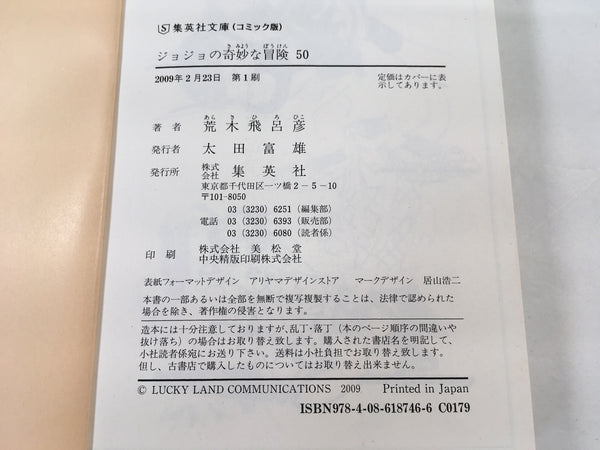 S 集英社文庫(コミック版)
ジョジョの奇妙な冒険 50
きみょう ぼうけん
2009年2月23日 第1刷
定価はカバーに表
示してあります。
あら き ひ ろ ひこ
著者 荒木飛呂彦
発行者 太田富雄
発行所 株式会社 集英社
東京都千代田区一ツ橋2-5-10
〒101-8050
03 (3230) 6251 (編集部)
電話 03 (3230) 6393 (販売部)
03 (3230) 6080 (読者係)
印刷 株式会社 美松堂
中央精版印刷株式会社
表紙フォーマットデザイン アリヤマデザインストア マークデザイン 居山浩二
本書の一部あるいは全部を無断で複写複製することは、法律で認められた
場合を除き、著作権の侵害となります。
造本には十分注意しておりますが、乱丁・落丁(本のページ順序の間違いや
抜け落ち)の場合はお取り替え致します。購入された書店名を明記して、
小社読者係宛にお送り下さい。送料は小社負担でお取り替え致します。
但し、古書店で購入したものについてはお取り替え出来ません。
© LUCKY LAND COMMUNICATIONS 2009 Printed in Japan
ISBN978-4-08-618746-6 C0179